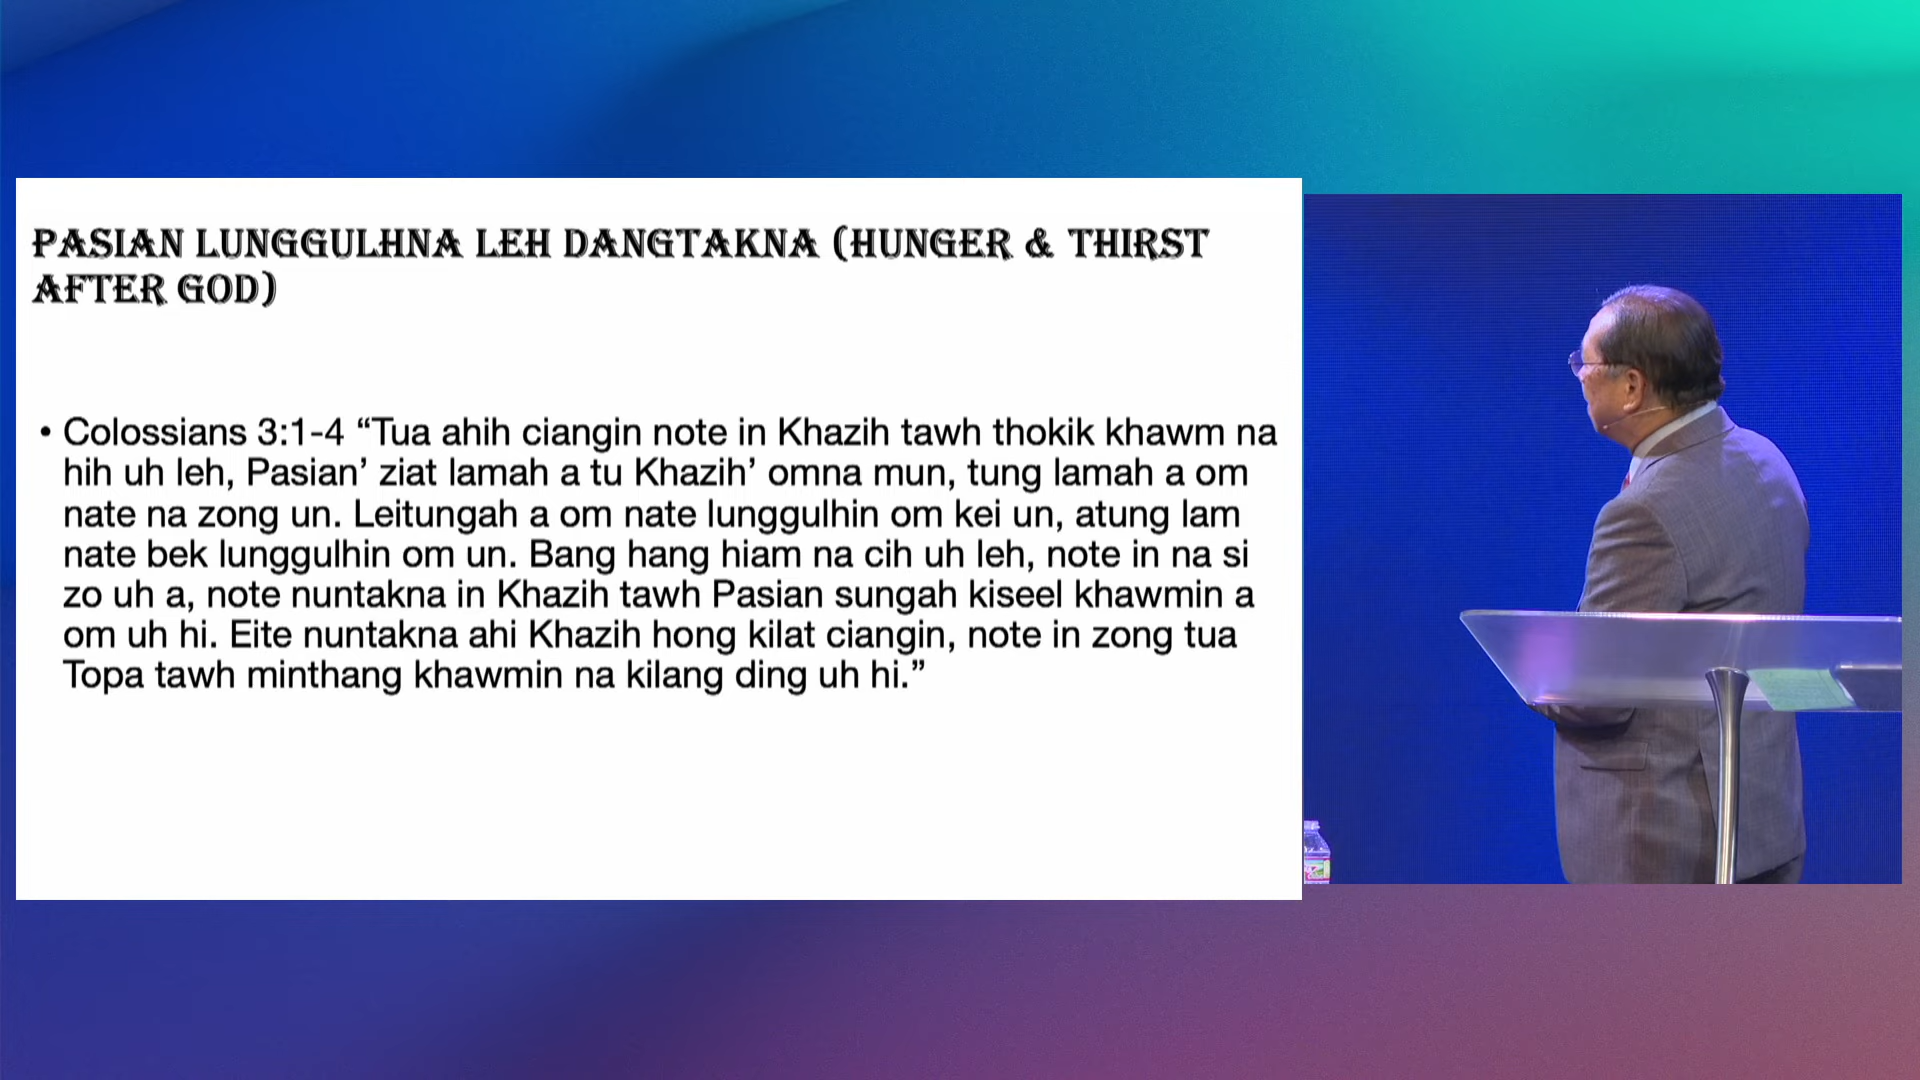 PASIAN LUNGGULHNA LEH DANGTAKNA (HUNGER & THIRST
AFTER GOD)
• Colossians 3:1-4 “Tua ahih ciangin note in Khazih tawh thokik khawm na
hih uh leh, Pasian’ ziat lamah a tu Khazih’ omna mun, tung lamah a om
nate na zong un. Leitungah a om nate lunggulhin om kei un, atung lam
nate bek lunggulhin om un. Bang hang hiam na cih uh leh, note in na si
zo uh a, note nuntakna in Khazih tawh Pasian sungah kiseel khawmin a
om uh hi. Eite nuntakna ahi Khazih hong kilat ciangin, note in zong tua
Topa tawh minthang khawmin na kilang ding uh hi.”